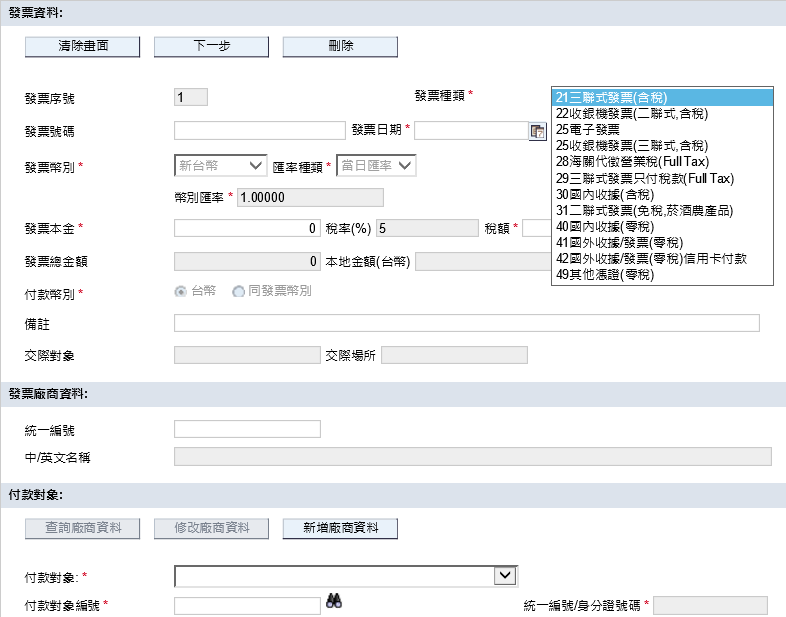 發票資料:
清除畫面 下一步 刪除
發票序號 1 發票種類 *
21三聯式發票(含稅)
22收銀機發票(二聯式,含稅)
25電子發票
25收銀機發票(三聯式,含稅)
28海關代徵營業稅(Full Tax)
29三聯式發票只付稅款(Full Tax)
30國內收據(含稅)
31二聯式發票(免稅,菸酒農產品)
40國內收據(零稅)
41國外收據/發票(零稅)
42國外收據/發票(零稅)信用卡付款
49其他憑證(零稅)
發票號碼 發票日期 *
發票幣別 * 新台幣 匯率種類 * 當日匯率
幣別匯率 * 1.00000
發票本金 * 0 稅率(%) 5 稅額 *
發票總金額 0 本地金額(台幣)
付款幣別 * 台幣 同發票幣別
備註
交際對象 交際場所
發票廠商資料:
統一編號
中/英文名稱
付款對象:
查詢廠商資料 修改廠商資料 新增廠商資料
付款對象: *
付款對象編號 * 統一編號/身分證號碼 *